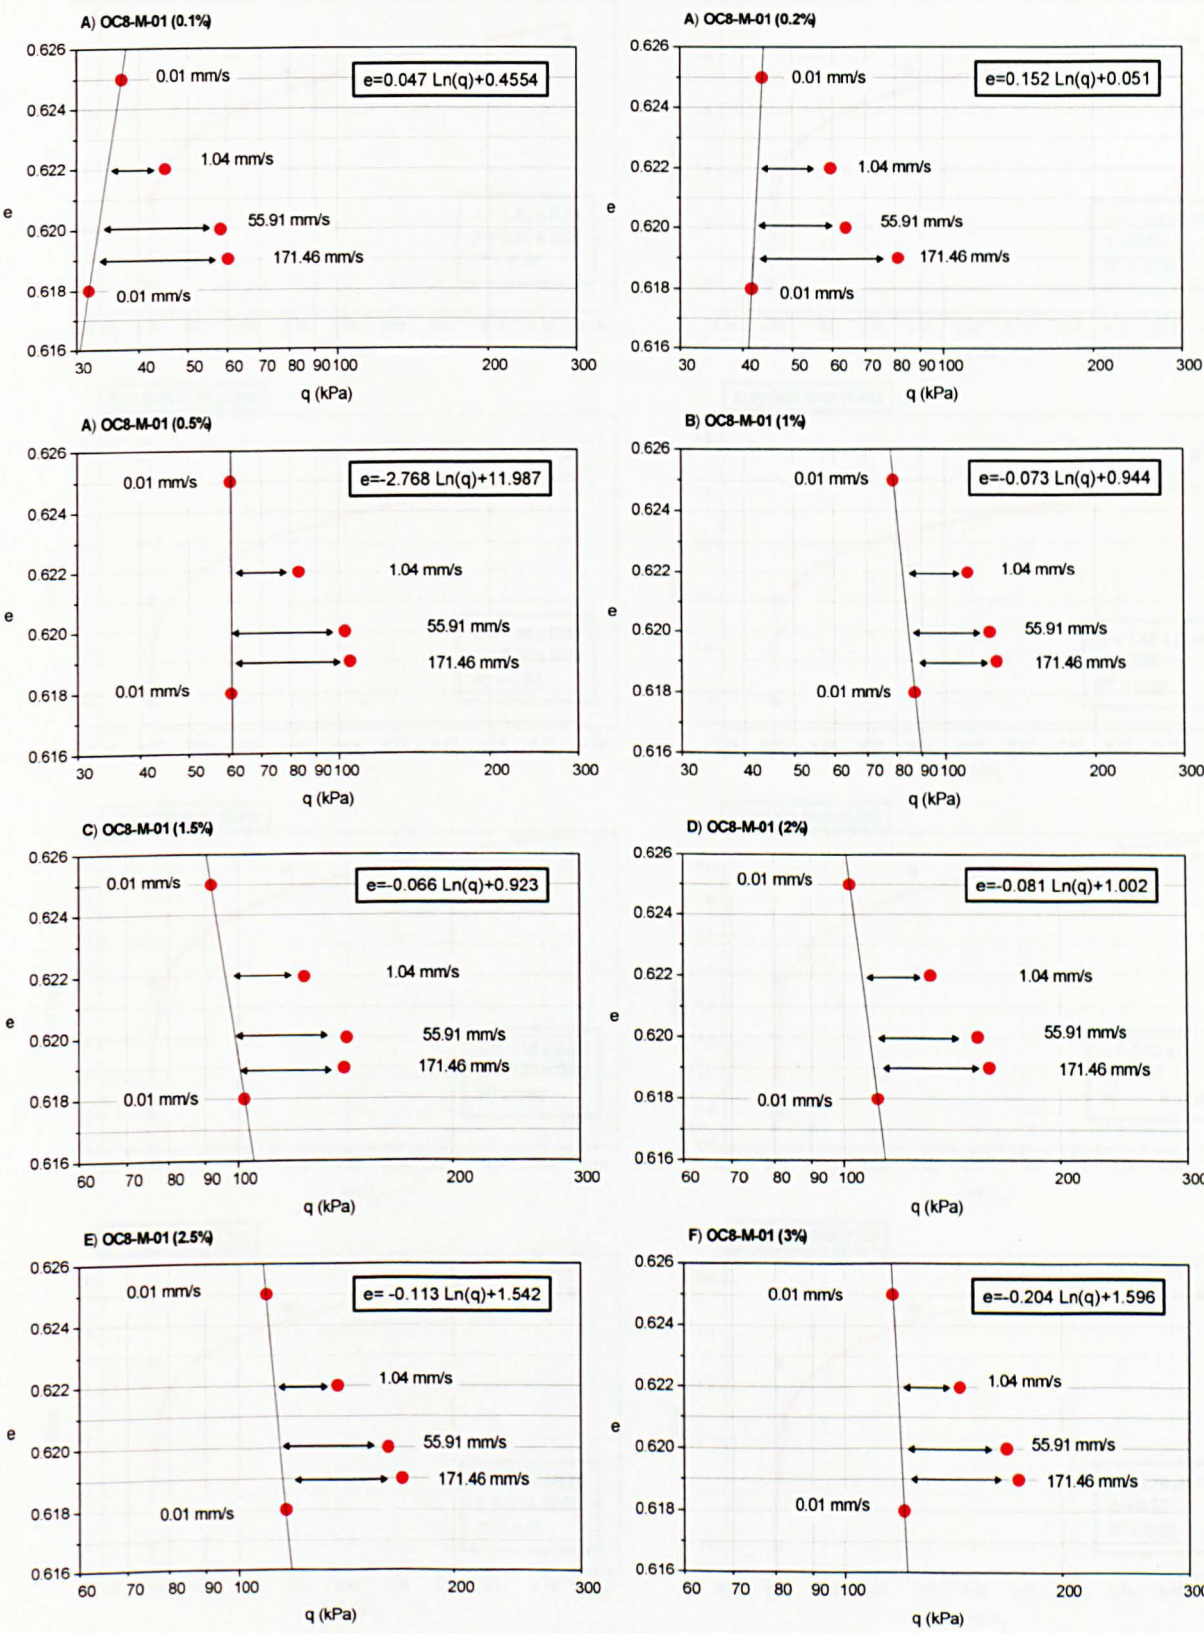 A) OC8-M-01 (0.1%)
0.626
0.624
0.622
0.620
0.618
0.616
e
0.01 mm/s
e=0.047 Ln(q)+0.4554
1.04 mm/s
55.91 mm/s
171.46 mm/s
0.01 mm/s
30 40 50 60 70 80 90 100 200 300
q (kPa)
A) OC8-M-01 (0.2%)
0.626
0.624
0.622
0.620
0.618
0.616
e
0.01 mm/s
e=0.152 Ln(q)+0.051
1.04 mm/s
55.91 mm/s
171.46 mm/s
0.01 mm/s
30 40 50 60 70 80 90 100 200 300
q (kPa)
A) OC8-M-01 (0.5%)
0.626
0.624
0.622
0.620
0.618
0.616
e
0.01 mm/s
e=-2.768 Ln(q)+11.987
1.04 mm/s
55.91 mm/s
171.46 mm/s
0.01 mm/s
30 40 50 60 70 80 90 100 200 300
q (kPa)
B) OC8-M-01 (1%)
0.626
0.624
0.622
0.620
0.618
0.616
e
0.01 mm/s
e=-0.073 Ln(q)+0.944
1.04 mm/s
55.91 mm/s
171.46 mm/s
0.01 mm/s
30 40 50 60 70 80 90 100 200 300
q (kPa)
C) OC8-M-01 (1.5%)
0.626
0.624
0.622
0.620
0.618
0.616
e
0.01 mm/s
e=-0.066 Ln(q)+0.923
1.04 mm/s
55.91 mm/s
171.46 mm/s
0.01 mm/s
60 70 80 90 100 200 300
q (kPa)
D) OC8-M-01 (2%)
0.626
0.624
0.622
0.620
0.618
0.616
e
0.01 mm/s
e=-0.081 Ln(q)+1.002
1.04 mm/s
55.91 mm/s
171.46 mm/s
0.01 mm/s
60 70 80 90 100 200 300
q (kPa)
E) OC8-M-01 (2.5%)
0.626
0.624
0.622
0.620
0.618
0.616
e
0.01 mm/s
e= -0.113 Ln(q)+1.542
1.04 mm/s
55.91 mm/s
171.46 mm/s
0.01 mm/s
60 70 80 90 100 200 300
q (kPa)
F) OC8-M-01 (3%)
0.626
0.624
0.622
0.620
0.618
0.616
e
0.01 mm/s
e=-0.204 Ln(q)+1.596
1.04 mm/s
55.91 mm/s
171.46 mm/s
0.01 mm/s
60 70 80 90 100 200 300
q (kPa)